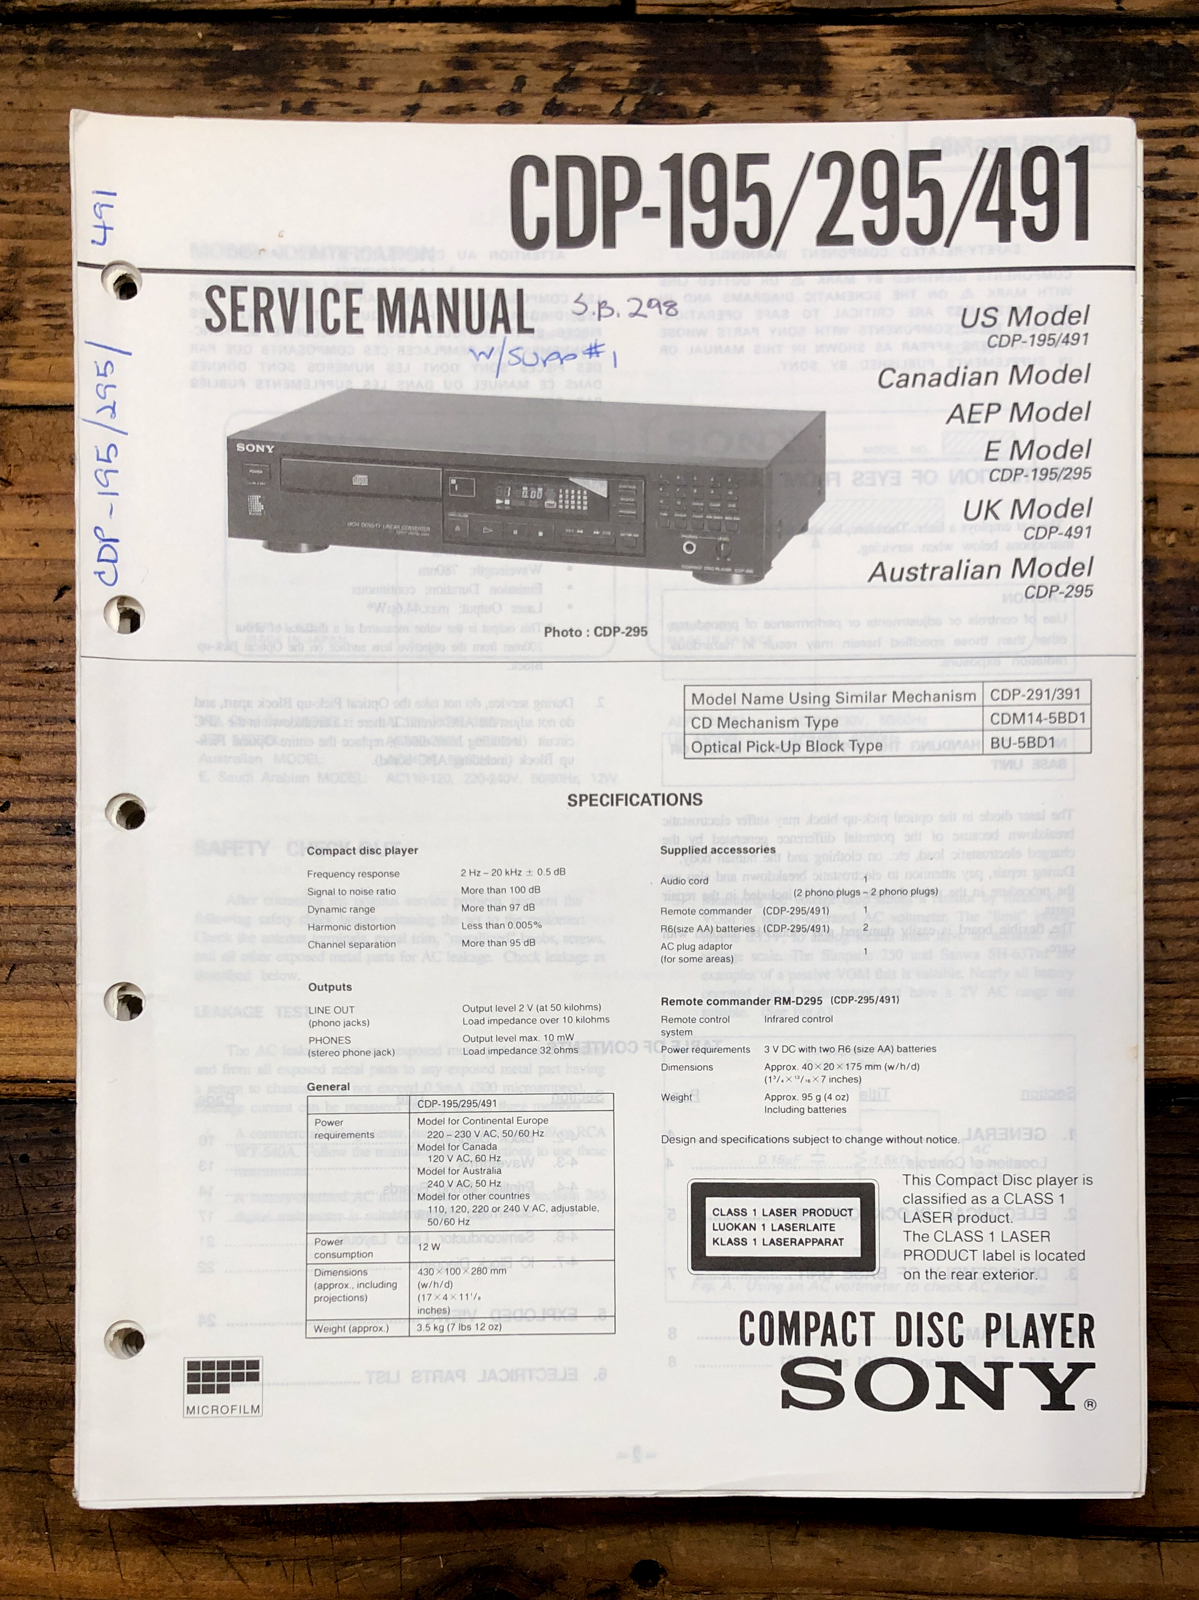 CDP-195/295/491
CDP-195/295/ 491
SERVICE MANUAL
S.B. 298
W/SUPP #1
US Model
CDP-195/491
Canadian Model
AEP Model
E Model
CDP-195/295
UK Model
CDP-491
Australian Model
CDP-295
SONY
Photo : CDP-295
Model Name Using Similar Mechanism CDP-291/391
CD Mechanism Type CDM14-5BD1
Optical Pick-Up Block Type BU-5BD1
SPECIFICATIONS
Compact disc player
Frequency response 2 Hz – 20 kHz ± 0.5 dB
Signal to noise ratio More than 100 dB
Dynamic range More than 97 dB
Harmonic distortion Less than 0.005%
Channel separation More than 95 dB
Outputs
LINE OUT Output level 2 V (at 50 kilohms)
(phono jacks) Load impedance over 10 kilohms
PHONES Output level max. 10 mW
(stereo phone jack) Load impedance 32 ohms
General
CDP-195/295/491
Power requirements
Model for Continental Europe
220 – 230 V AC, 50/60 Hz
Model for Canada
120 V AC, 60 Hz
Model for Australia
240 V AC, 50 Hz
Model for other countries
110, 120, 220 or 240 V AC, adjustable,
50/60 Hz
Power consumption
12 W
Dimensions
(approx., including
projections)
430×100×280 mm
(w/h/d)
(17×4×11 1/8
inches)
Weight (approx.) 3.5 kg (7 lbs 12 oz)
Supplied accessories
Audio cord 1
(2 phono plugs – 2 phono plugs)
Remote commander (CDP-295/491) 1
R6(size AA) batteries (CDP-295/491) 2
AC plug adaptor 1
(for some areas)
Remote commander RM-D295 (CDP-295/491)
Remote control Infrared control
system
Power requirements 3 V DC with two R6 (size AA) batteries
Dimensions Approx. 40×20×175 mm (w/h/d)
(1 3/4× 13/16×7 inches)
Weight Approx. 95 g (4 oz)
Including batteries
Design and specifications subject to change without notice.
CLASS 1 LASER PRODUCT
LUOKAN 1 LASERLAITE
KLASS 1 LASERAPPARAT
This Compact Disc player is
classified as a CLASS 1
LASER product.
The CLASS 1 LASER
PRODUCT label is located
on the rear exterior.
MICROFILM
COMPACT DISC PLAYER
SONY®